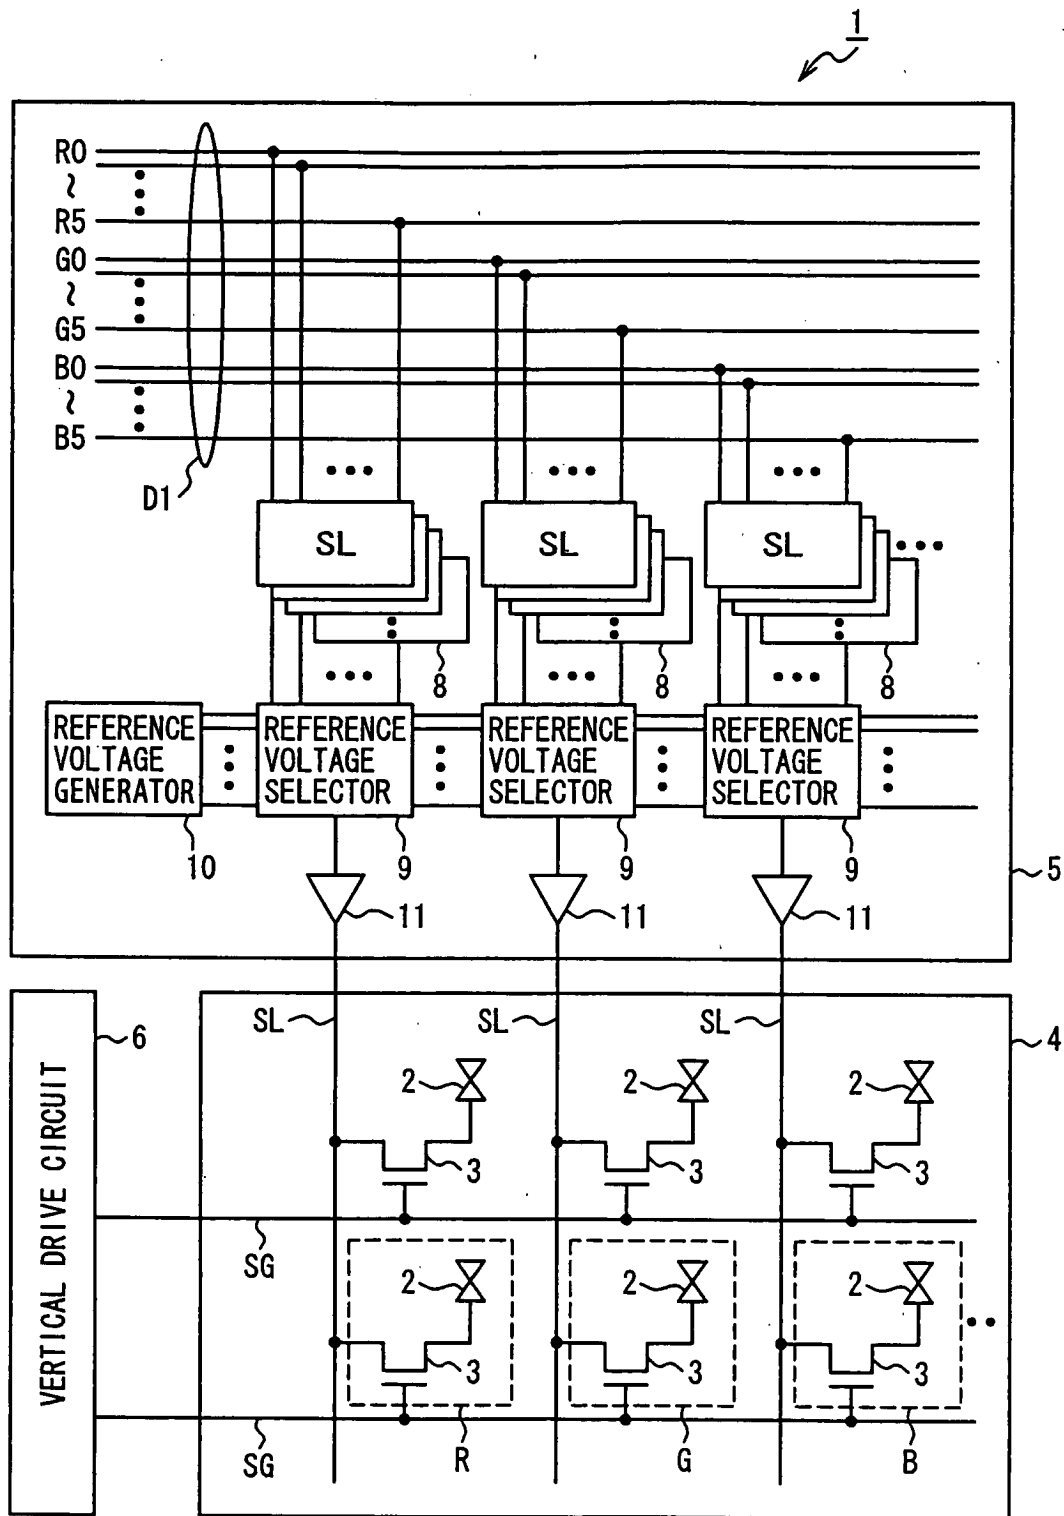 1
R0
~
R5
G0
~
G5
B0
~
B5
D1
SL SL SL
8 8 8
REFERENCE VOLTAGE GENERATOR
REFERENCE VOLTAGE SELECTOR
REFERENCE VOLTAGE SELECTOR
REFERENCE VOLTAGE SELECTOR
10 9 9 9
5
11 11 11
6
VERTICAL DRIVE CIRCUIT
SL SL SL
4
2 2 2
3 3 3
SG
2 2 2
3 3 3
SG
R G B